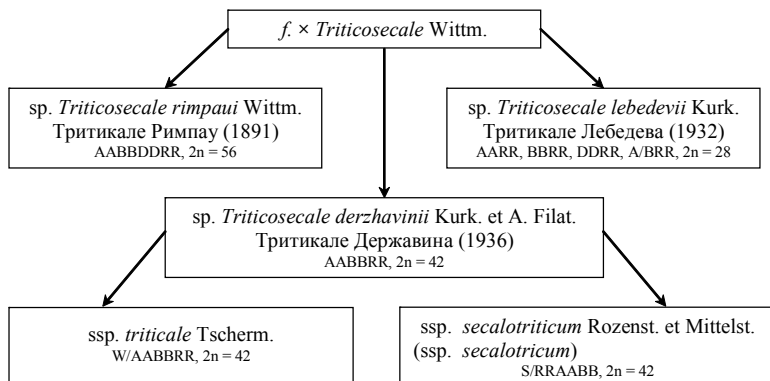 f. × Triticosecale Wittm.
sp. Triticosecale rimpaui Wittm.
Тритикале Римпау (1891)
AABBDDRR, 2n = 56
sp. Triticosecale lebedevii Kurk.
Тритикале Лебедева (1932)
AARR, BBRR, DDRR, A/BRR, 2n = 28
sp. Triticosecale derzhavinii Kurk. et A. Filat.
Тритикале Державина (1936)
AABBRR, 2n = 42
ssp. triticale Tscherm.
W/AABBRR, 2n = 42
ssp. secalotriticum Rozenst. et Mittelst.
(ssp. secalotricum)
S/RRAABB, 2n = 42